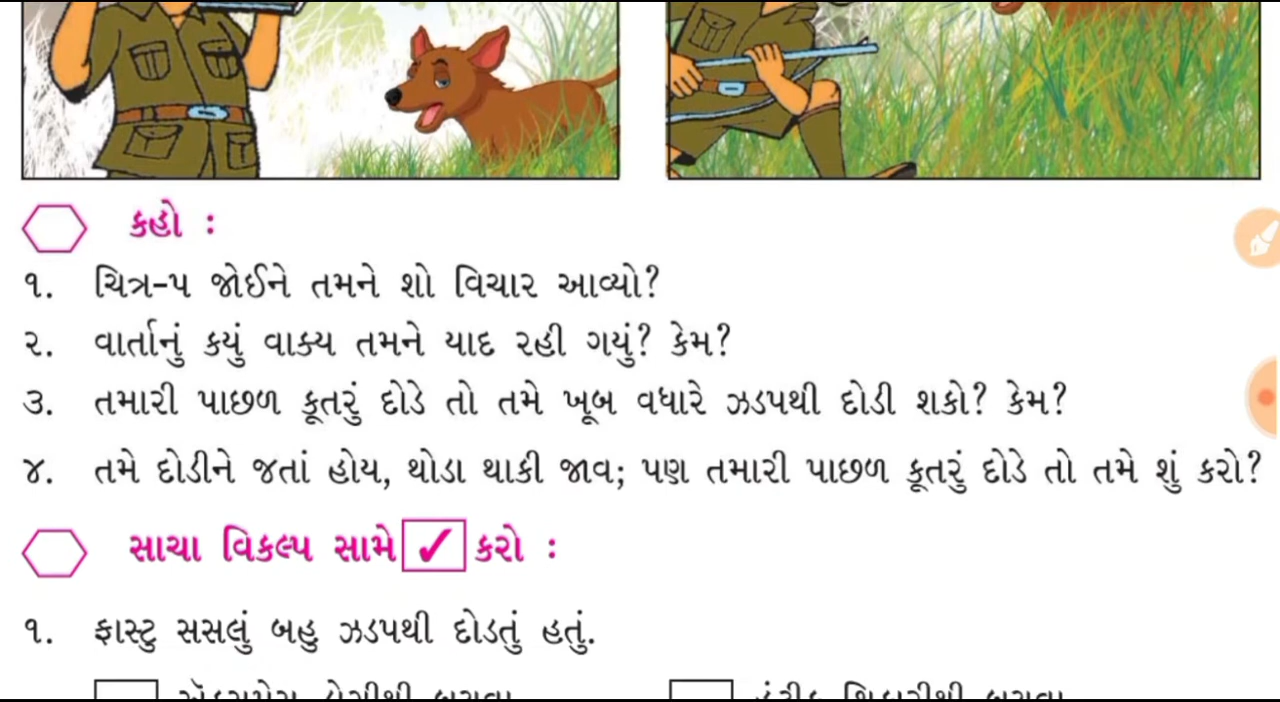 કહો :
૧. ચિત્ર-૫ જોઈને તમને શો વિચાર આવ્યો?
૨. વાર્તાનું કયું વાક્ય તમને યાદ રહી ગયું? કેમ?
૩. તમારી પાછળ કૂતરું દોડે તો તમે ખૂબ વધારે ઝડપથી દોડી શકો? કેમ?
૪. તમે દોડીને જતાં હોય, થોડા થાકી જાવ; પણ તમારી પાછળ કૂતરું દોડે તો તમે શું કરો?
સાચા વિકલ્પ સામે ✓ કરો :
૧. ફાસ્ટુ સસલું બહુ ઝડપથી દોડતું હતું.